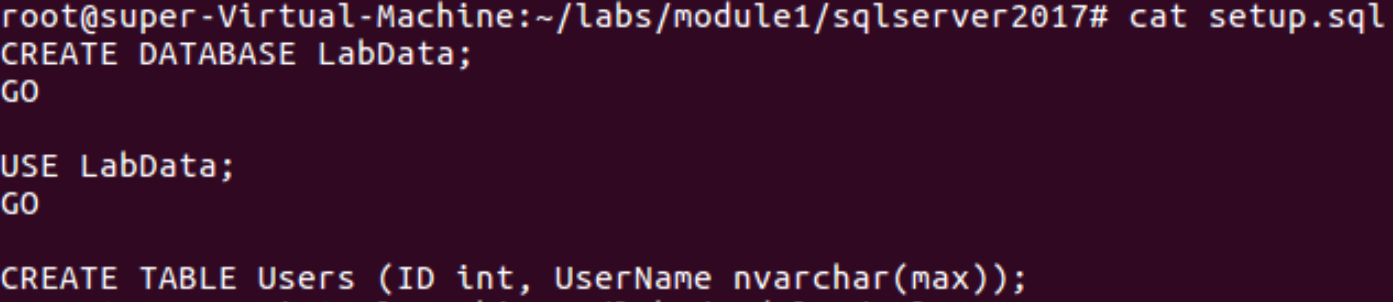 root@super-Virtual-Machine:~/labs/module1/sqlserver2017# cat setup.sql
CREATE DATABASE LabData;
GO
USE LabData;
GO
CREATE TABLE Users (ID int, UserName nvarchar(max));